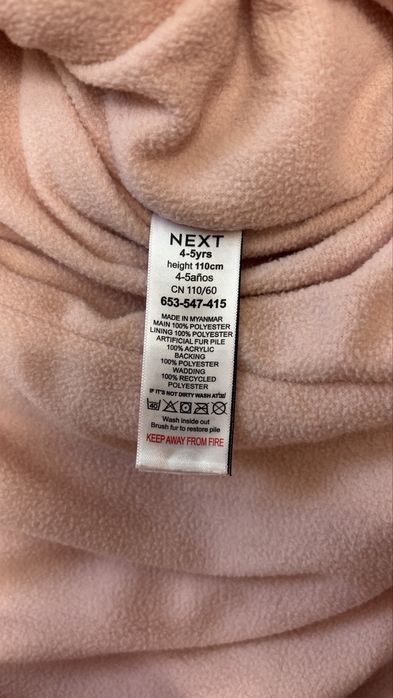 NEXT
4-5yrs
height 110cm
4-5años
CN 110/60
653-547-415
MADE IN MYANMAR
MAIN 100% POLYESTER
LINING 100% POLYESTER
ARTIFICIAL FUR PILE
100% ACRYLIC
BACKING
100% POLYESTER
WADDING
100% RECYCLED
POLYESTER
IF IT'S NOT DIRTY WASH AT
40
Wash inside out
Brush fur to restore pile
KEEP AWAY FROM FIRE